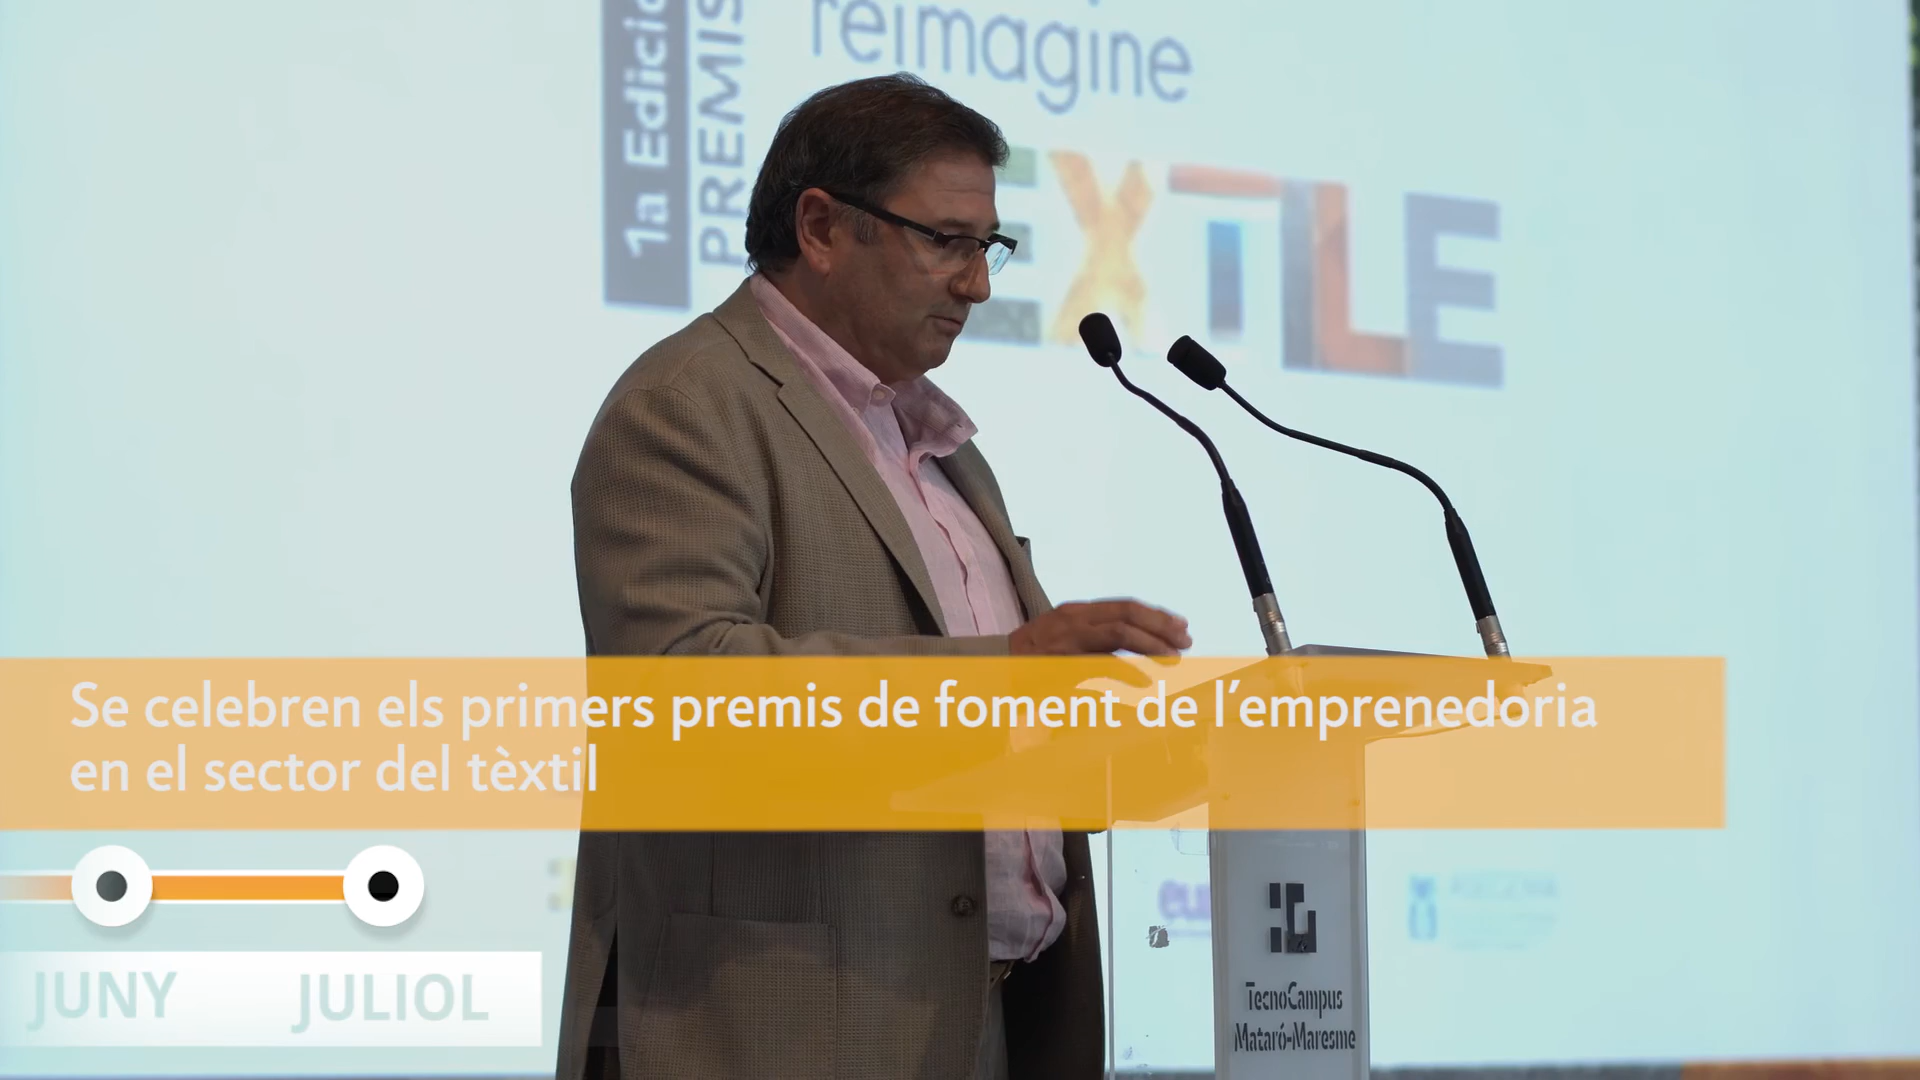 1a Edició
PREMIS
reimagine
TEXTILE
Se celebren els primers premis de foment de l'emprenedoria
en el sector del tèxtil
JUNY
JULIOL
TecnoCampus
Mataró-Maresme